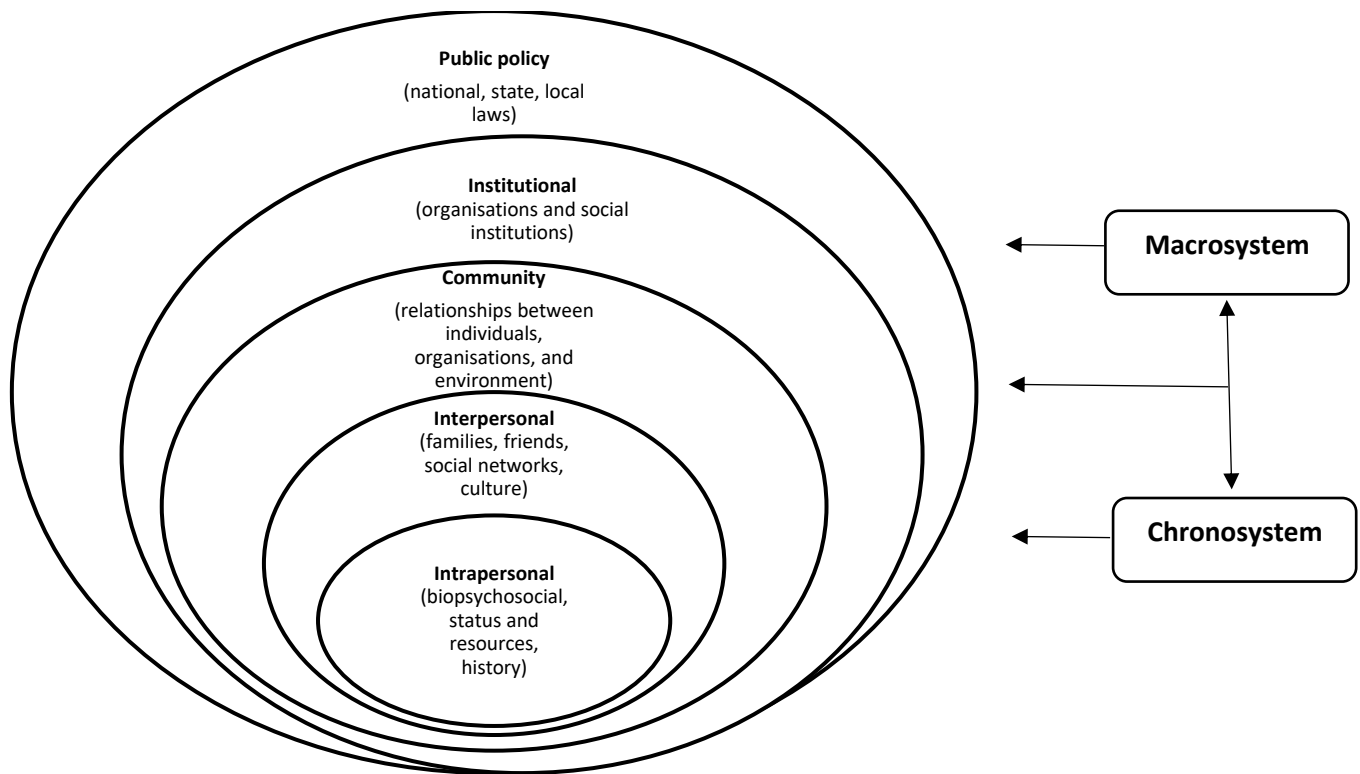 Public policy
(national, state, local
laws)
Institutional
(organisations and social
institutions)
Community
(relationships between
individuals,
organisations, and
environment)
Interpersonal
(families, friends,
social networks,
culture)
Intrapersonal
(biopsychosocial,
status and
resources,
history)
Macrosystem
Chronosystem